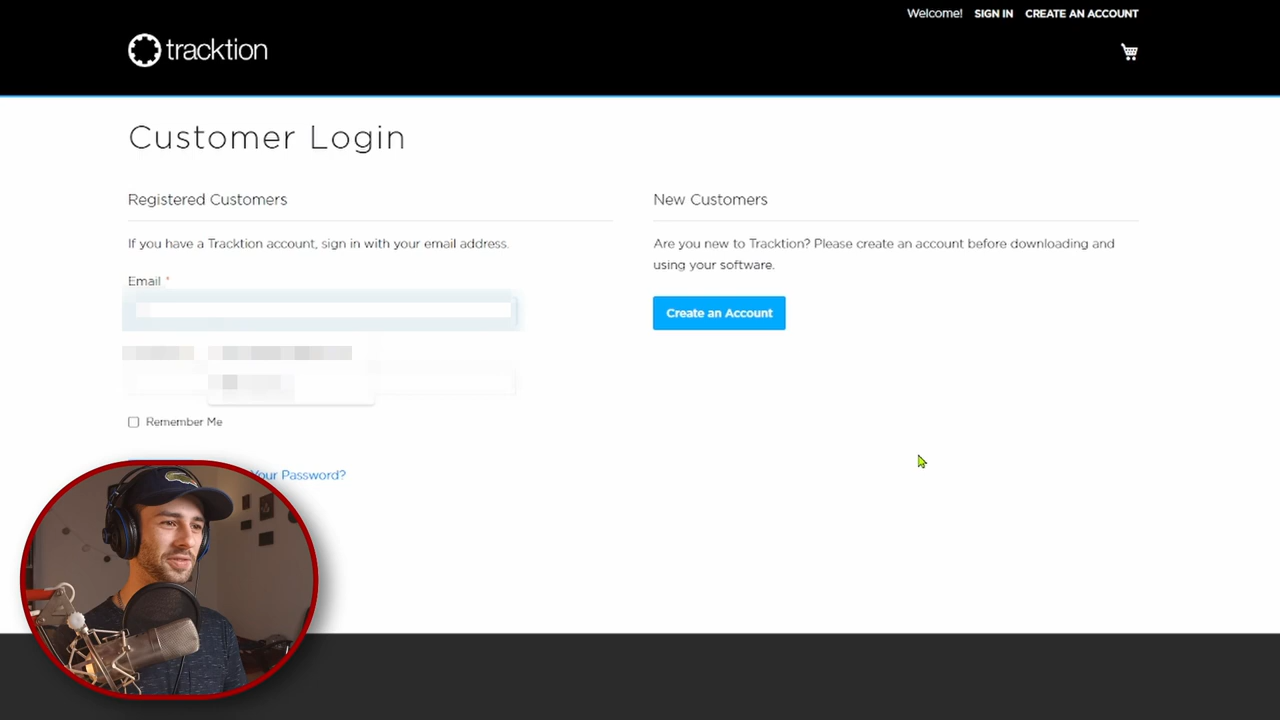 Welcome! SIGN IN CREATE AN ACCOUNT
tracktion
Customer Login
Registered Customers
If you have a Tracktion account, sign in with your email address.
Email *
Remember Me
Your Password?
New Customers
Are you new to Tracktion? Please create an account before downloading and
using your software.
Create an Account